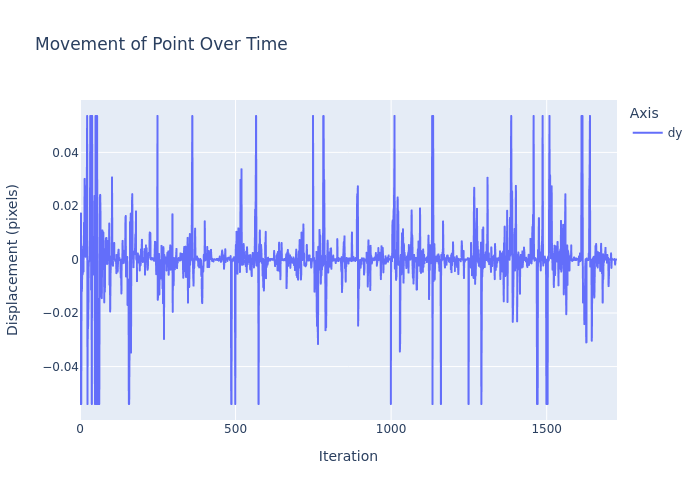 Movement of Point Over Time
Axis
dy
Displacement (pixels)
0.04
0.02
0
−0.02
−0.04
0
500
1000
1500
Iteration